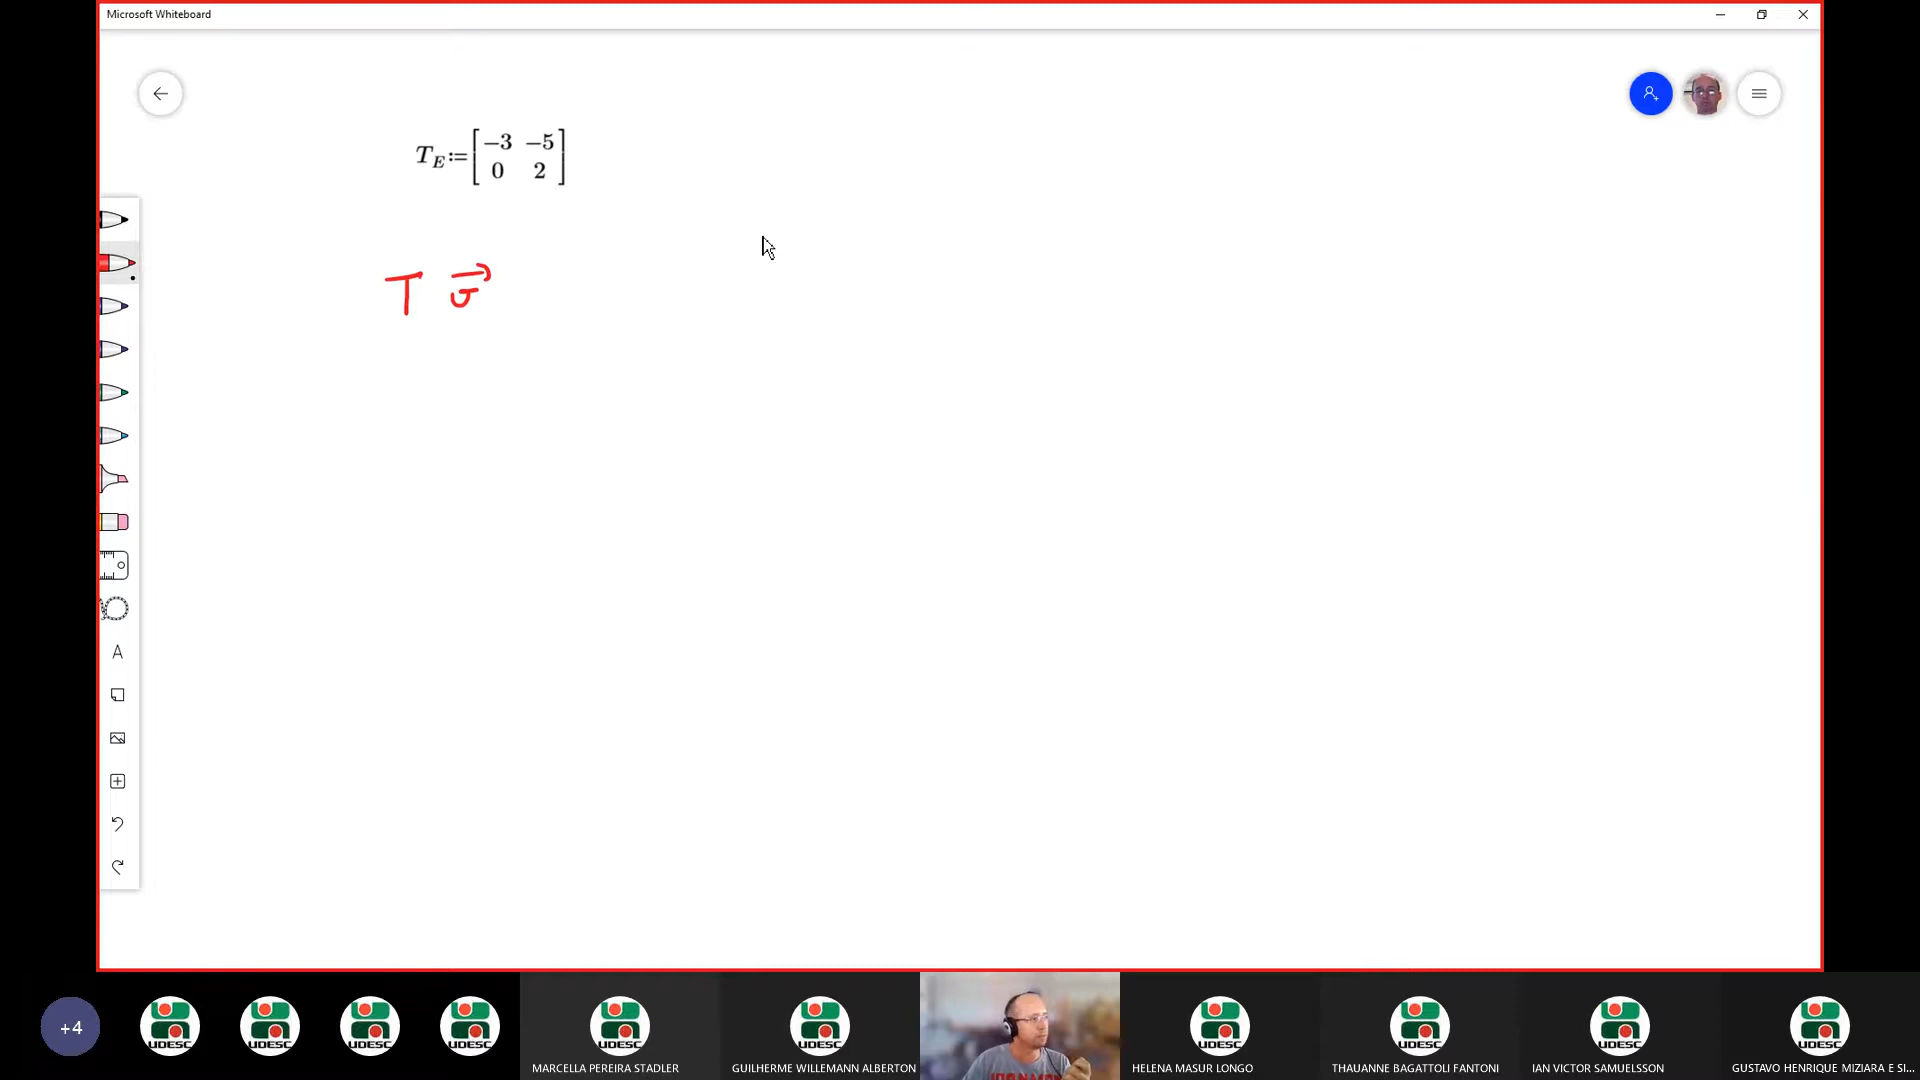 Microsoft Whiteboard
T_E:=[−3 −5
0 2]
T v⃗
A
+4
UDESC
UDESC
UDESC
UDESC
UDESC
UDESC
UDESC
UDESC
UDESC
UDESC
MARCELLA PEREIRA STADLER
GUILHERME WILLEMANN ALBERTON
HELENA MASUR LONGO
THAUANNE BAGATTOLI FANTONI
IAN VICTOR SAMUELSSON
GUSTAVO HENRIQUE MIZIARA E SI...